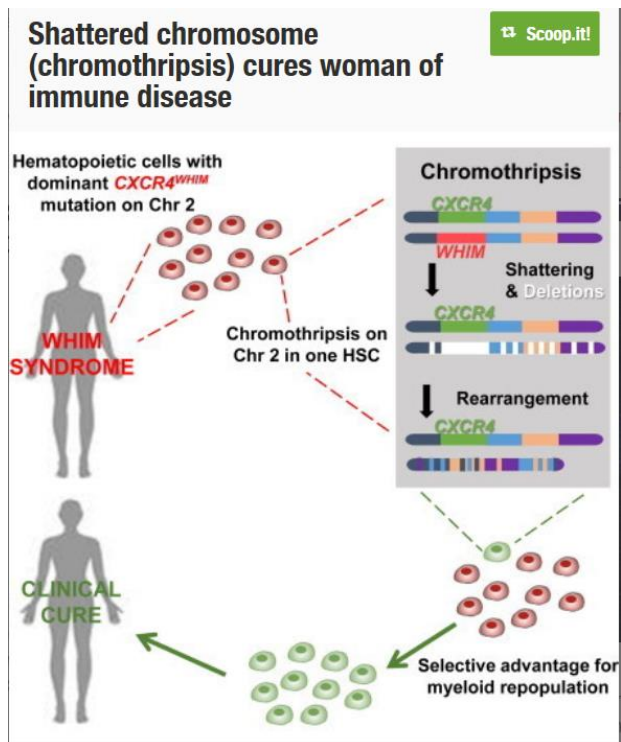 Shattered chromosome
(chromothripsis) cures woman of
immune disease
Scoop.it!
Hematopoietic cells with
dominant CXCR4WHIM
mutation on Chr 2
WHIM
SYNDROME
Chromothripsis on
Chr 2 in one HSC
Chromothripsis
CXCR4
WHIM
Shattering
& Deletions
CXCR4
Rearrangement
CXCR4
CLINICAL
CURE
Selective advantage for
myeloid repopulation